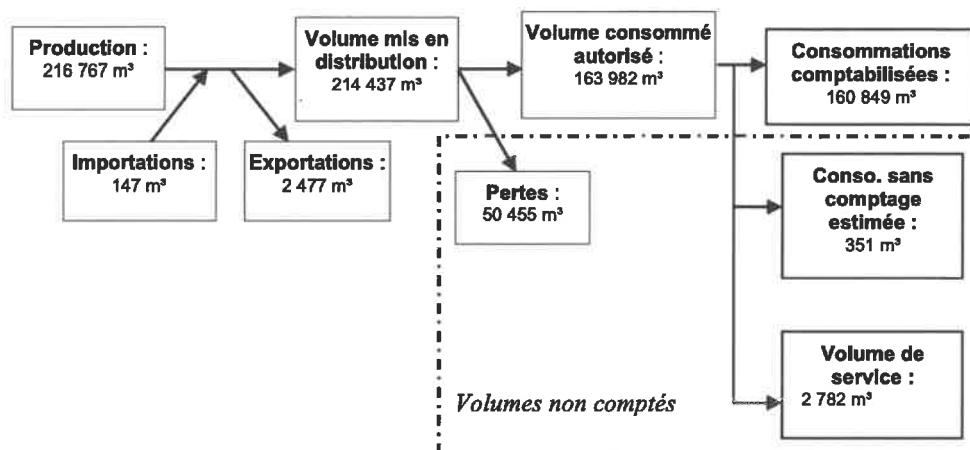 Production :
216 767 m³
Volume mis en
distribution :
214 437 m³
Volume consommé
autorisé :
163 982 m³
Consommations
comptabilisées :
160 849 m³
Importations :
147 m³
Exportations :
2 477 m³
Pertes :
50 455 m³
Conso. sans
comptage
estimée :
351 m³
Volume de
service :
2 782 m³
Volumes non comptés